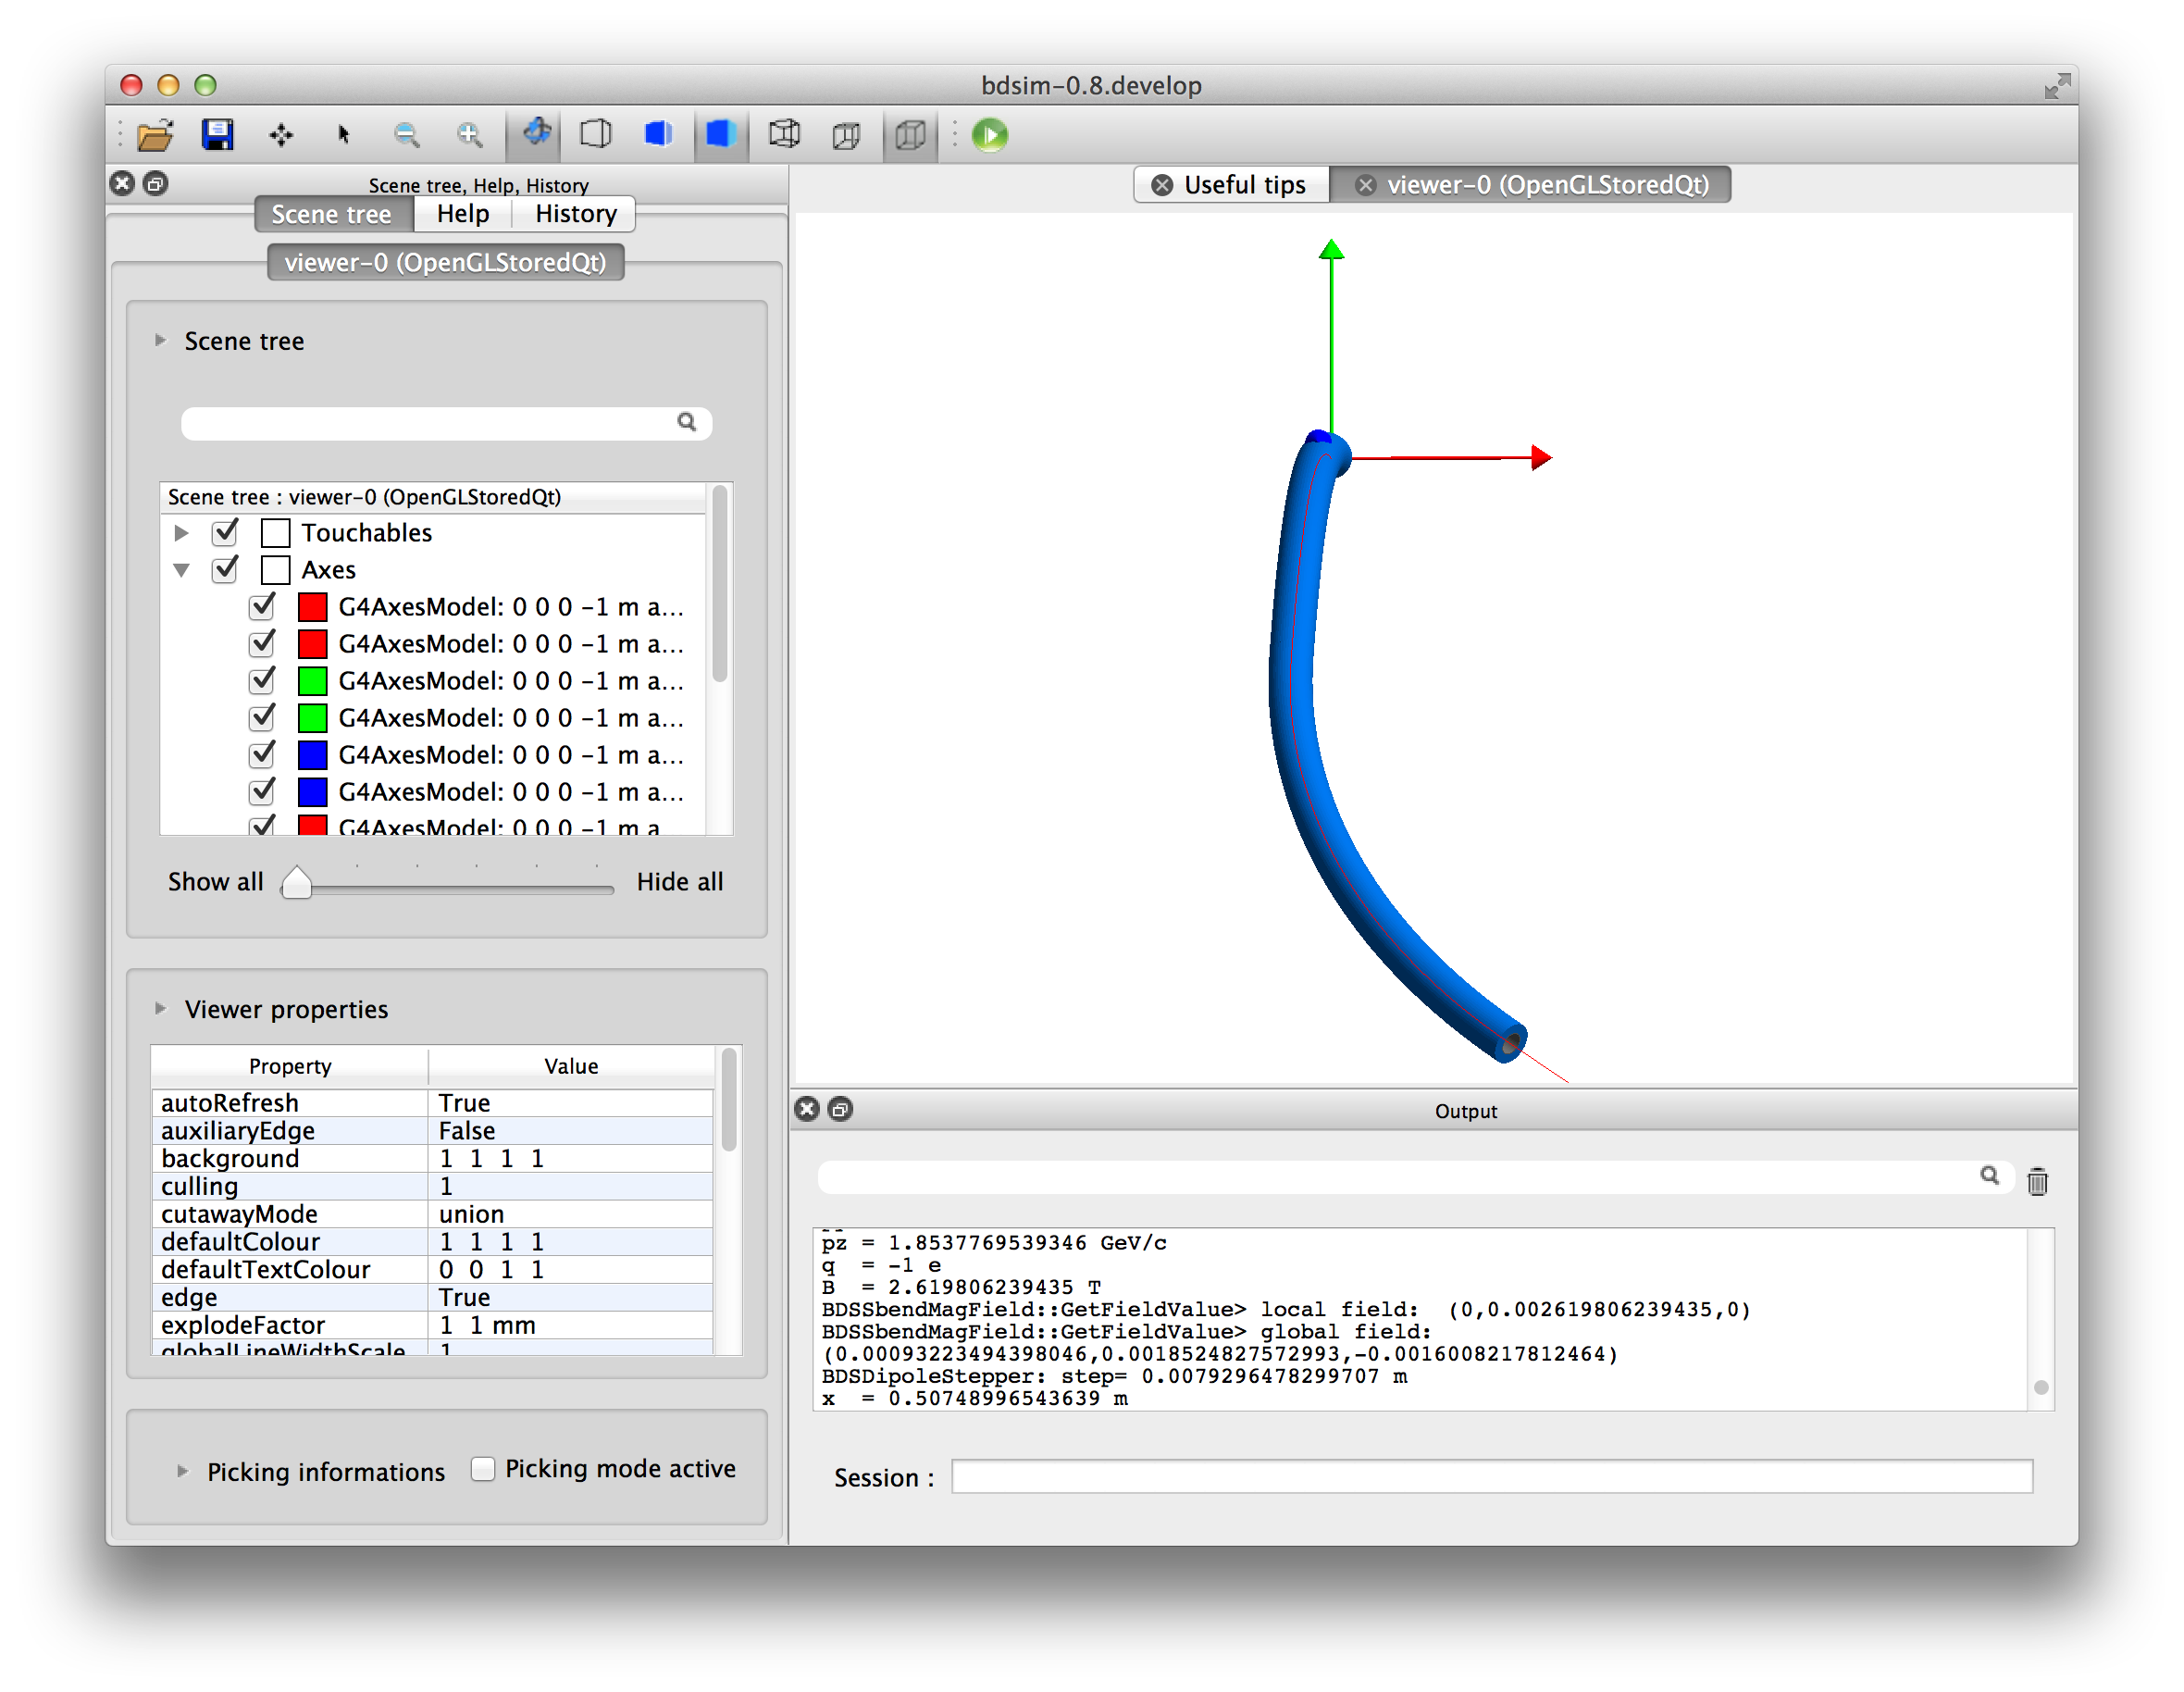 bdsim-0.8.develop
Scene tree, Help, History
Scene tree
Help
History
viewer-0 (OpenGLStoredQt)
Scene tree
Scene tree : viewer-0 (OpenGLStoredQt)
Touchables
Axes
G4AxesModel: 0 0 0 -1 m a...
G4AxesModel: 0 0 0 -1 m a...
G4AxesModel: 0 0 0 -1 m a...
G4AxesModel: 0 0 0 -1 m a...
G4AxesModel: 0 0 0 -1 m a...
G4AxesModel: 0 0 0 -1 m a...
G4AxesModel: 0 0 0 -1 m a
Show all
Hide all
Viewer properties
Property Value
autoRefresh True
auxiliaryEdge False
background 1 1 1 1
culling 1
cutawayMode union
defaultColour 1 1 1 1
defaultTextColour 0 0 1 1
edge True
explodeFactor 1 1 mm
globalLineWidthScale 1
Picking informations
Picking mode active
Useful tips
viewer-0 (OpenGLStoredQt)
Output
pz = 1.8537769539346 GeV/c
q = -1 e
B = 2.619806239435 T
BDSSbendMagField::GetFieldValue> local field: (0,0.002619806239435,0)
BDSSbendMagField::GetFieldValue> global field:
(0.00093223494398046,0.0018524827572993,-0.0016008217812464)
BDSDipoleStepper: step= 0.0079296478299707 m
x = 0.50748996543639 m
Session :